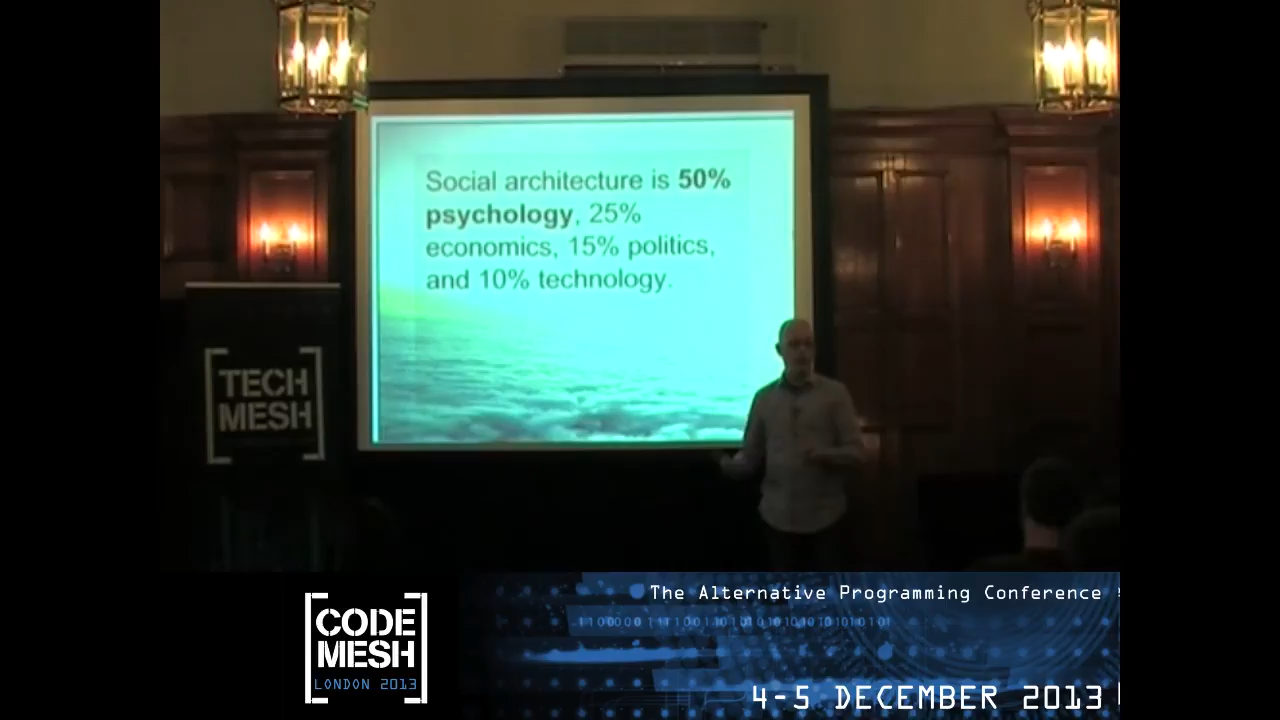 Social architecture is 50%
psychology, 25%
economics, 15% politics,
and 10% technology.
TECH
MESH
The Alternative Programming Conference
CODE
MESH
LONDON 2013
4-5 DECEMBER 2013